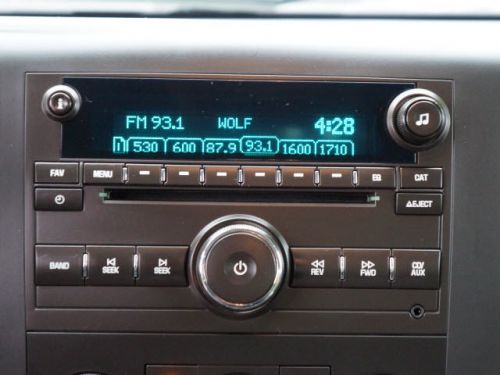 FM 93.1 WOLF 4:28
530 600 87.9 93.1 1600 1710
FAV MENU EQ CAT
EJECT
BAND SEEK SEEK REV FWD CD/AUX